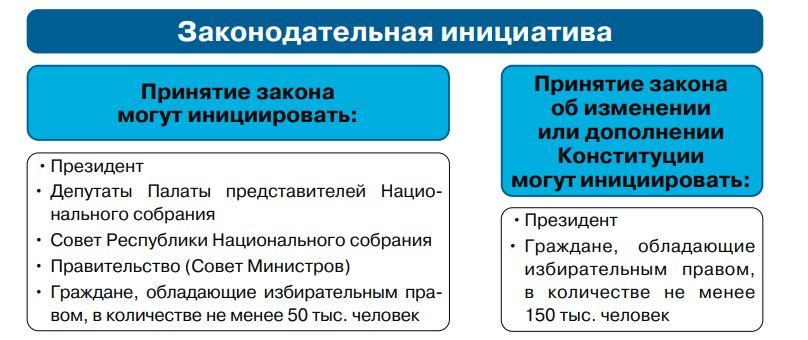 Законодательная инициатива
Принятие закона
могут инициировать:
• Президент
• Депутаты Палаты представителей Нацио-
нального собрания
• Совет Республики Национального собрания
• Правительство (Совет Министров)
• Граждане, обладающие избирательным пра-
вом, в количестве не менее 50 тыс. человек
Принятие закона
об изменении
или дополнении
Конституции
могут инициировать:
• Президент
• Граждане, обладающие
избирательным правом,
в количестве не менее
150 тыс. человек